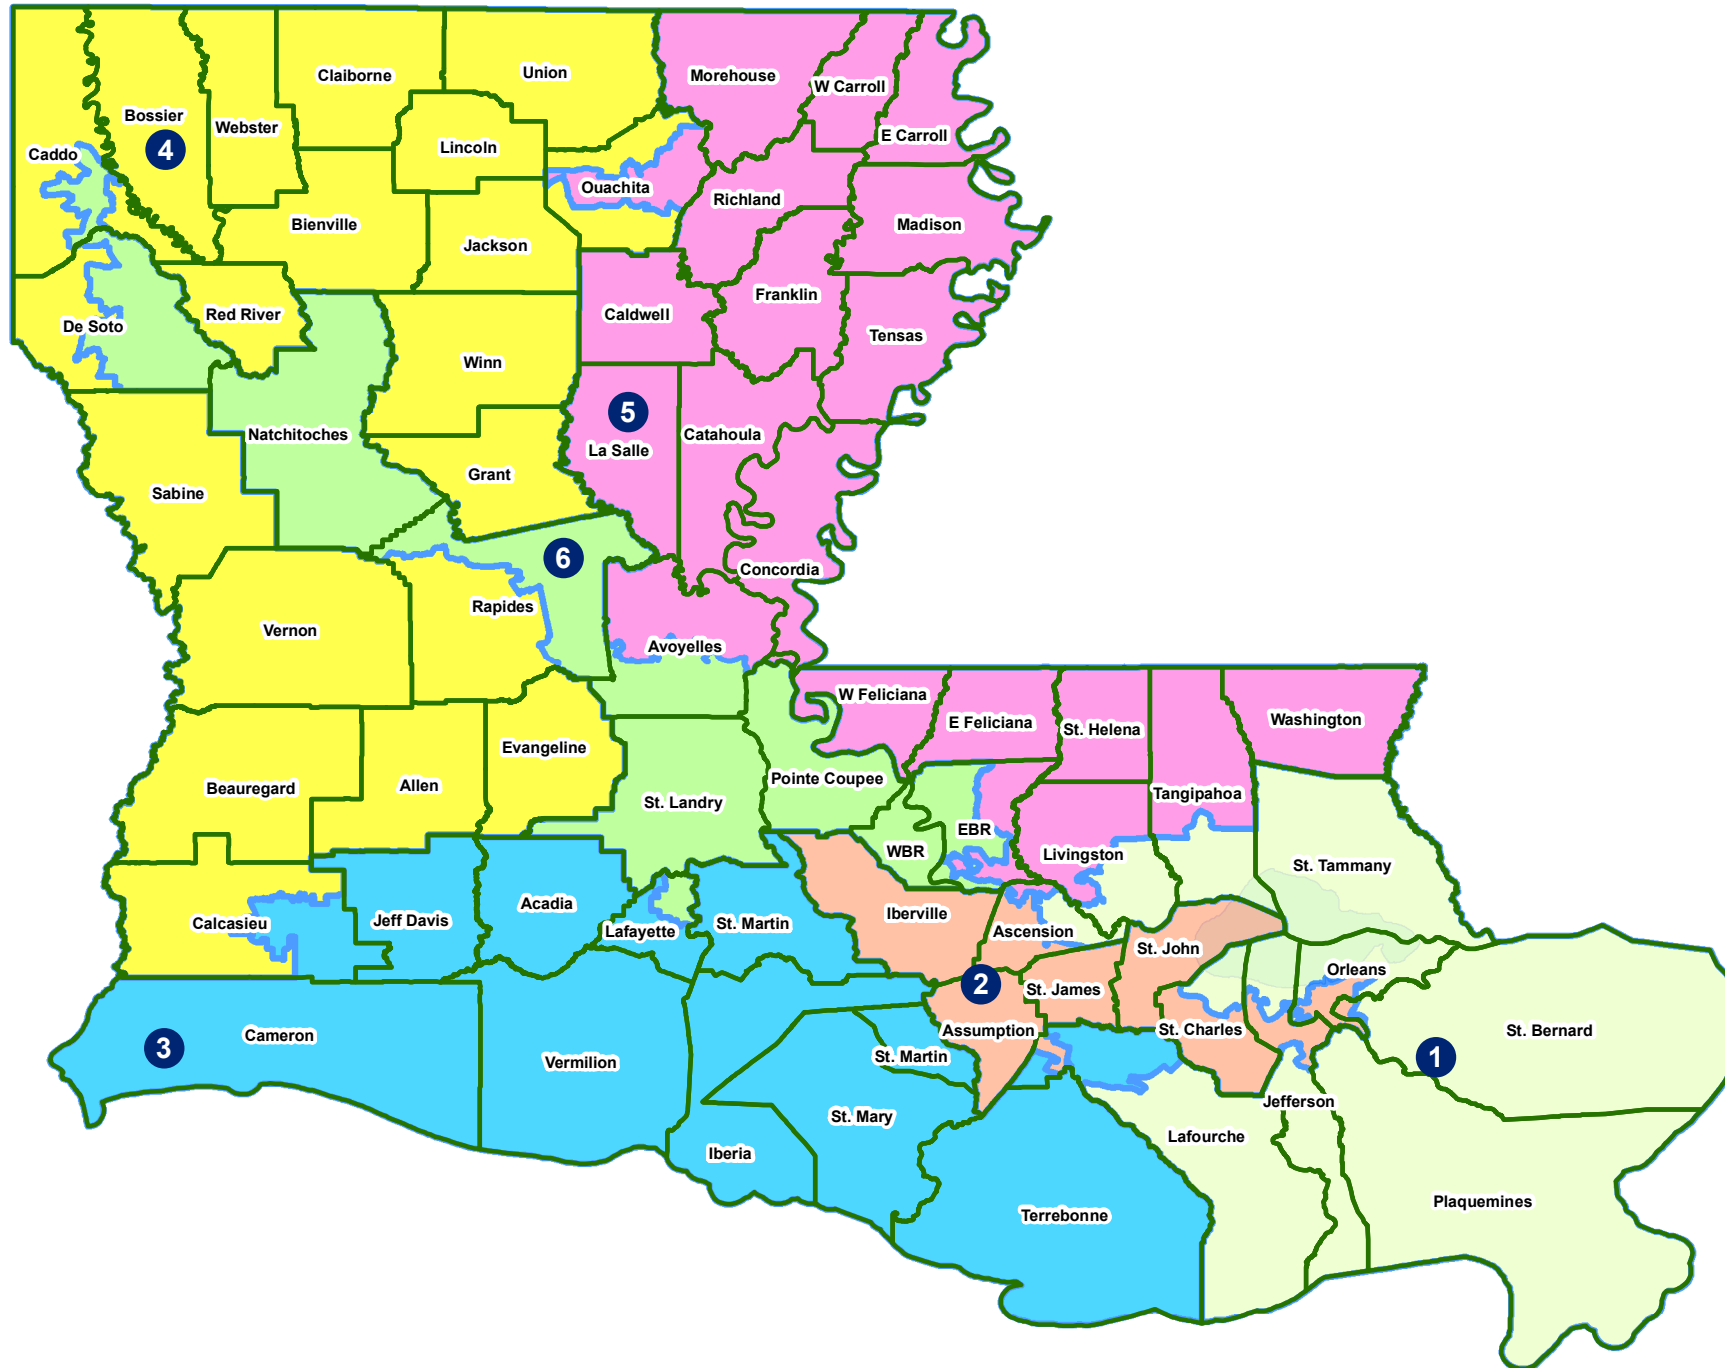 Claiborne
Union
Morehouse
W Carroll
Bossier
Webster
E Carroll
4
Lincoln
Caddo
Ouachita
Richland
Bienville
Madison
Jackson
Franklin
Red River
Caldwell
De Soto
Tensas
Winn
5
Natchitoches
Catahoula
La Salle
Grant
Sabine
6
Concordia
Rapides
Vernon
Avoyelles
W Feliciana
E Feliciana
St. Helena
Washington
Evangeline
Pointe Coupee
Beauregard
Allen
St. Landry
Tangipahoa
EBR
WBR
Livingston
St. Tammany
Acadia
Iberville
Jeff Davis
Calcasieu
St. Martin
Lafayette
Ascension
St. John
Orleans
2
St. James
Cameron
Assumption
St. Charles
St. Bernard
3
Vermilion
St. Martin
1
Jefferson
St. Mary
Lafourche
Iberia
Plaquemines
Terrebonne